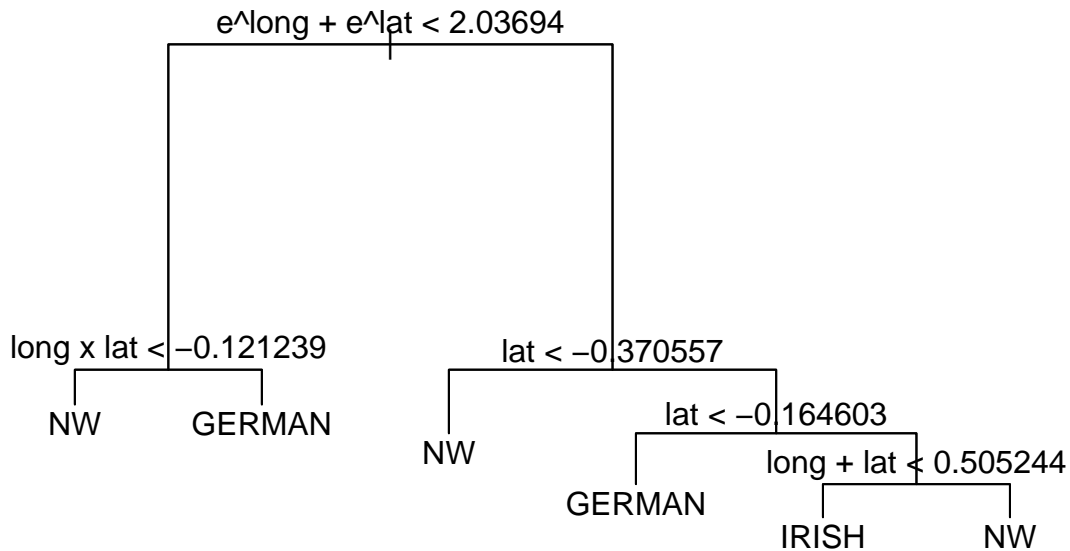 e^long + e^lat < 2.03694
long x lat < −0.121239
lat < −0.370557
NW
GERMAN
NW
lat < −0.164603
GERMAN
long + lat < 0.505244
IRISH
NW